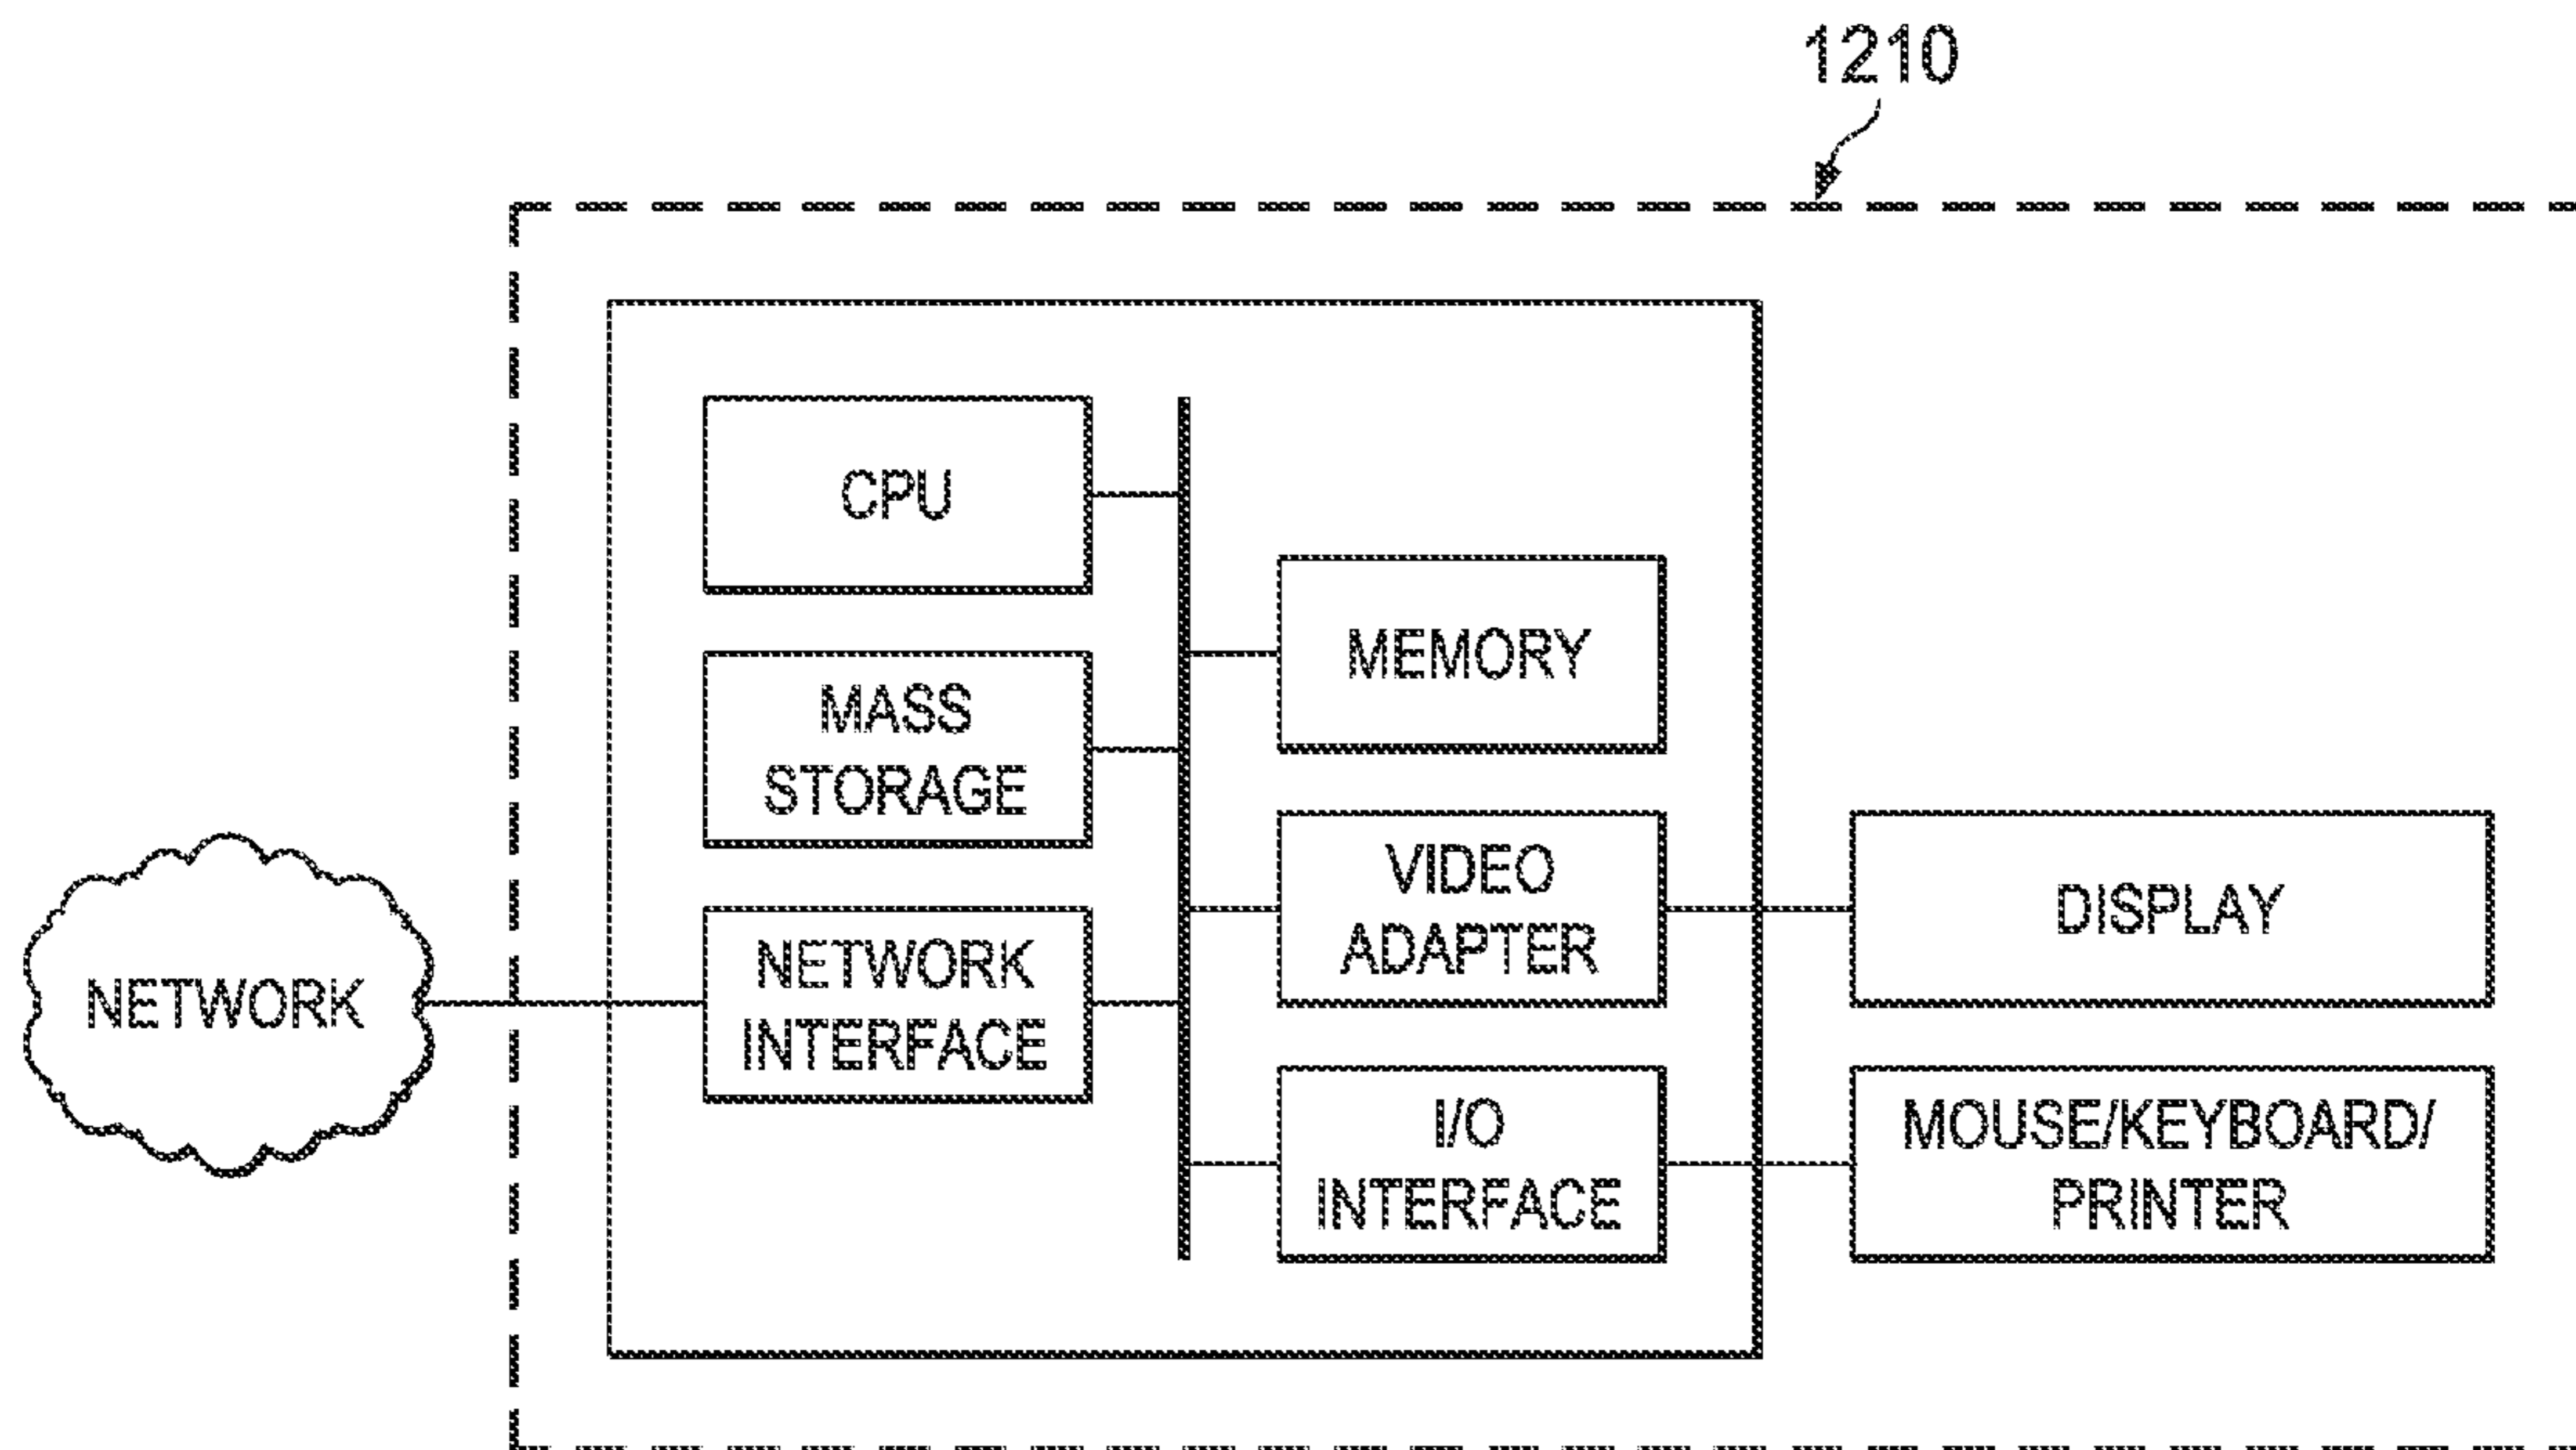 1210
CPU
MEMORY
MASS
STORAGE
VIDEO
ADAPTER
DISPLAY
NETWORK
NETWORK
INTERFACE
I/O
INTERFACE
MOUSE/KEYBOARD/
PRINTER